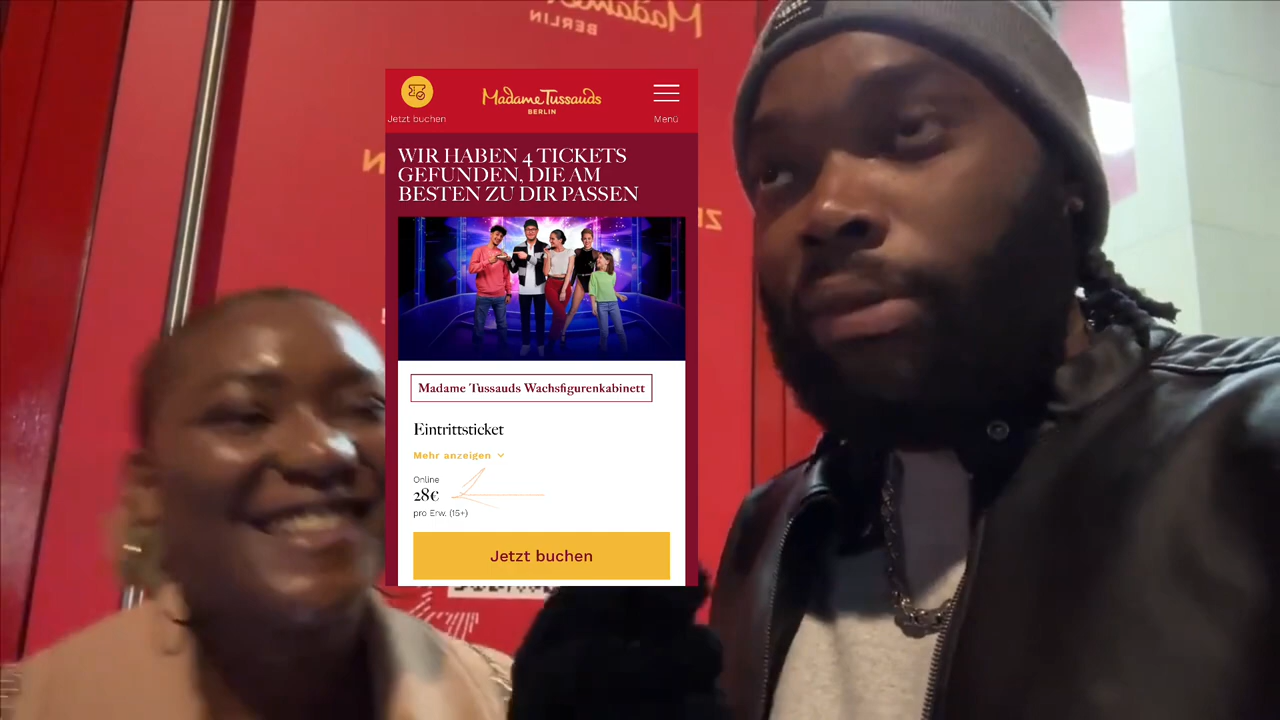 Madame
BERLIN
Jetzt buchen
Madame Tussauds
BERLIN
Menü
WIR HABEN 4 TICKETS
GEFUNDEN, DIE AM
BESTEN ZU DIR PASSEN
Madame Tussauds Wachsfigurenkabinett
Eintrittsticket
Mehr anzeigen
Online
28€
pro Erw. (15+)
Jetzt buchen